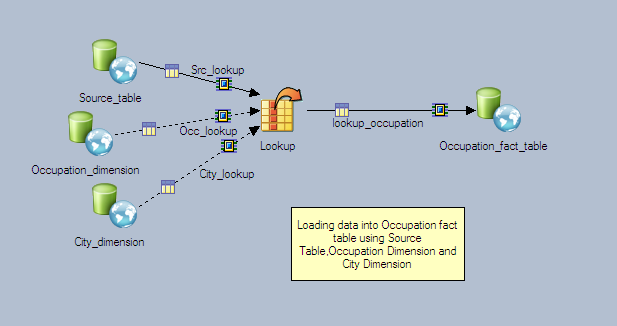 Src_lookup
Source_table
Occ_lookup
Occupation_dimension
City_lookup
City_dimension
Lookup
lookup_occupation
Occupation_fact_table
Loading data into Occupation fact
table using Source
Table,Occupation Dimension and
City Dimension